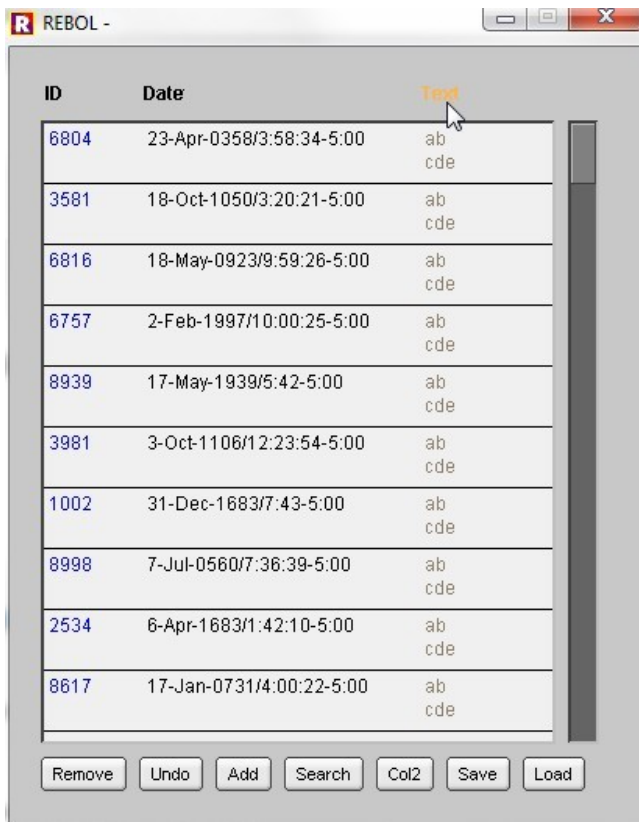 R REBOL -
ID Date Text
6804 23-Apr-0358/3:58:34-5:00 ab
cde
3581 18-Oct-1050/3:20:21-5:00 ab
cde
6816 18-May-0923/9:59:26-5:00 ab
cde
6757 2-Feb-1997/10:00:25-5:00 ab
cde
8939 17-May-1939/5:42-5:00 ab
cde
3981 3-Oct-1106/12:23:54-5:00 ab
cde
1002 31-Dec-1683/7:43-5:00 ab
cde
8998 7-Jul-0560/7:36:39-5:00 ab
cde
2534 6-Apr-1683/1:42:10-5:00 ab
cde
8617 17-Jan-0731/4:00:22-5:00 ab
cde
Remove Undo Add Search Col2 Save Load